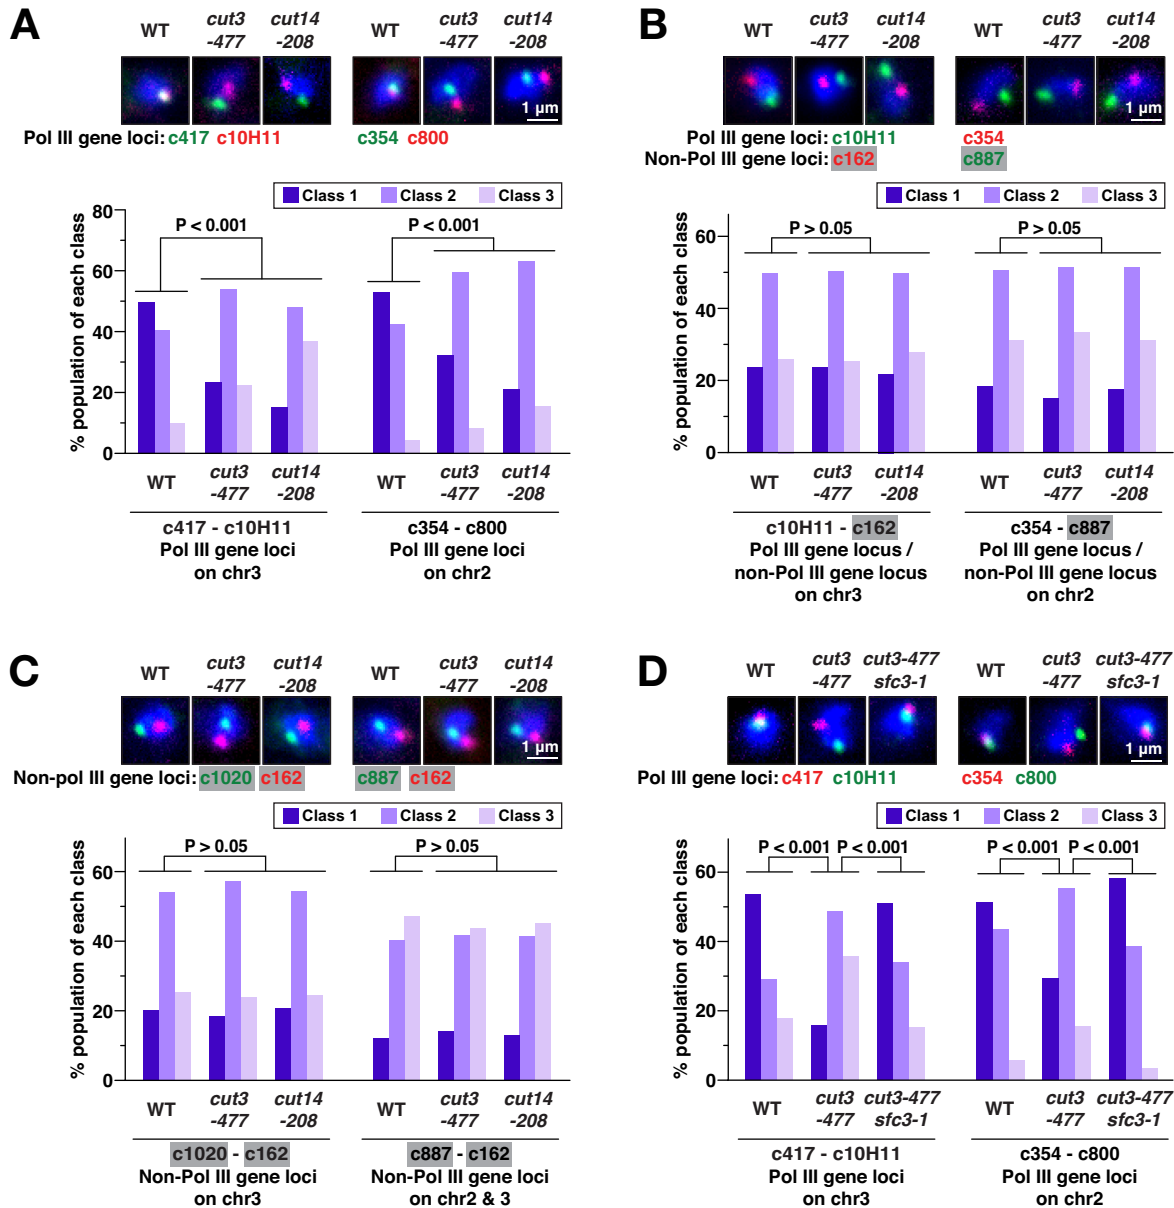 A
WT
cut3
-477
cut14
-208
WT
cut3
-477
cut14
-208
1 µm
Pol III gene loci: c417 c10H11
c354 c800
Class 1 Class 2 Class 3
% population of each class
80
60
40
20
0
P < 0.001
P < 0.001
WT
cut3
-477
cut14
-208
WT
cut3
-477
cut14
-208
c417 - c10H11
Pol III gene loci
on chr3
c354 - c800
Pol III gene loci
on chr2
B
WT
cut3
-477
cut14
-208
WT
cut3
-477
cut14
-208
1 µm
Pol III gene loci: c10H11
c354
Non-Pol III gene loci: c162
c887
Class 1 Class 2 Class 3
% population of each class
60
40
20
0
P > 0.05
P > 0.05
WT
cut3
-477
cut14
-208
WT
cut3
-477
cut14
-208
c10H11 - c162
Pol III gene locus /
non-Pol III gene locus
on chr3
c354 - c887
Pol III gene locus /
non-Pol III gene locus
on chr2
C
WT
cut3
-477
cut14
-208
WT
cut3
-477
cut14
-208
1 µm
Non-pol III gene loci: c1020 c162
c887 c162
Class 1 Class 2 Class 3
% population of each class
60
40
20
0
P > 0.05
P > 0.05
WT
cut3
-477
cut14
-208
WT
cut3
-477
cut14
-208
c1020 - c162
Non-Pol III gene loci
on chr3
c887 - c162
Non-Pol III gene loci
on chr2 & 3
D
WT
cut3
-477
cut3-477
sfc3-1
WT
cut3
-477
cut3-477
sfc3-1
1 µm
Pol III gene loci: c417 c10H11
c354 c800
Class 1 Class 2 Class 3
% population of each class
60
40
20
0
P < 0.001 P < 0.001
P < 0.001 P < 0.001
WT
cut3
-477
cut3-477
sfc3-1
WT
cut3
-477
cut3-477
sfc3-1
c417 - c10H11
Pol III gene loci
on chr3
c354 - c800
Pol III gene loci
on chr2